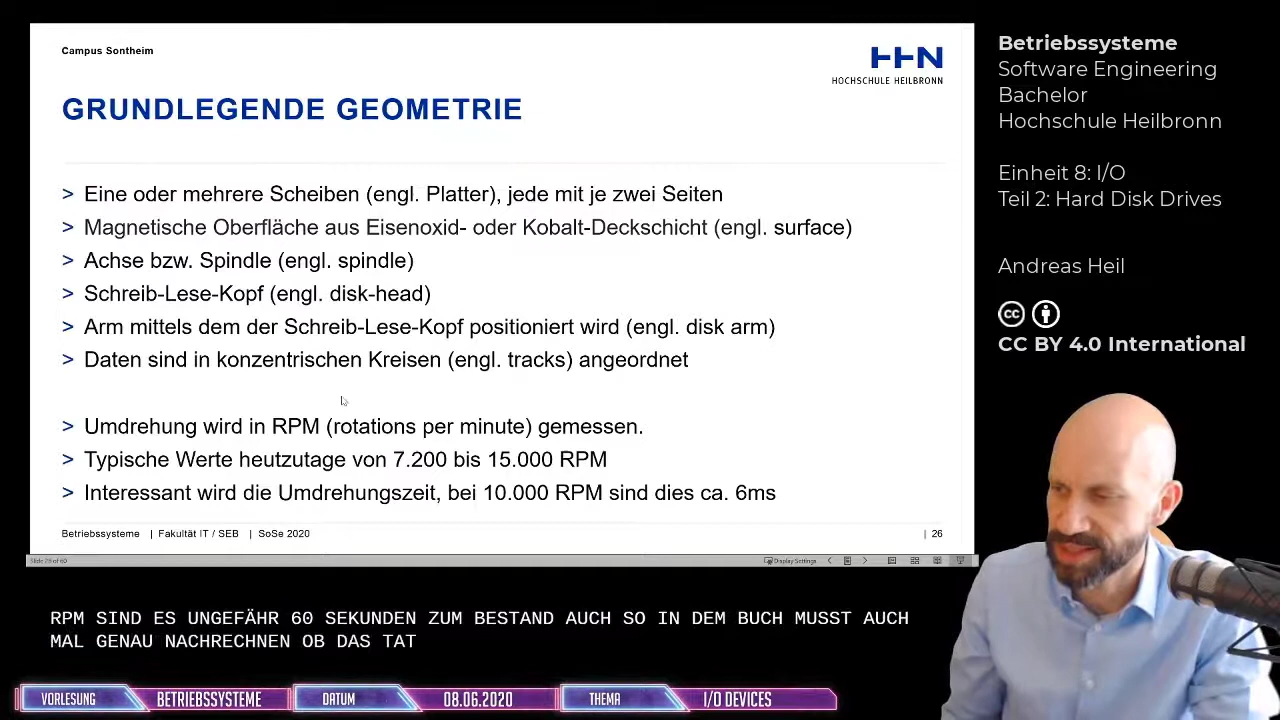 Campus Sontheim
HHN
HOCHSCHULE HEILBRONN
GRUNDLEGENDE GEOMETRIE
> Eine oder mehrere Scheiben (engl. Platter), jede mit je zwei Seiten
> Magnetische Oberfläche aus Eisenoxid- oder Kobalt-Deckschicht (engl. surface)
> Achse bzw. Spindle (engl. spindle)
> Schreib-Lese-Kopf (engl. disk-head)
> Arm mittels dem der Schreib-Lese-Kopf positioniert wird (engl. disk arm)
> Daten sind in konzentrischen Kreisen (engl. tracks) angeordnet
> Umdrehung wird in RPM (rotations per minute) gemessen.
> Typische Werte heutzutage von 7.200 bis 15.000 RPM
> Interessant wird die Umdrehungszeit, bei 10.000 RPM sind dies ca. 6ms
Betriebssysteme | Fakultät IT / SEB | SoSe 2020 | 26
Display Settings
Betriebssysteme
Software Engineering
Bachelor
Hochschule Heilbronn
Einheit 8: I/O
Teil 2: Hard Disk Drives
Andreas Heil
cc
CC BY 4.0 International
RPM SIND ES UNGEFÄHR 60 SEKUNDEN ZUM BESTAND AUCH SO IN DEM BUCH MUSST AUCH
MAL GENAU NACHRECHNEN OB DAS TAT
VORLESUNG BETRIEBSSYSTEME DATUM 08.06.2020 THEMA I/O DEVICES